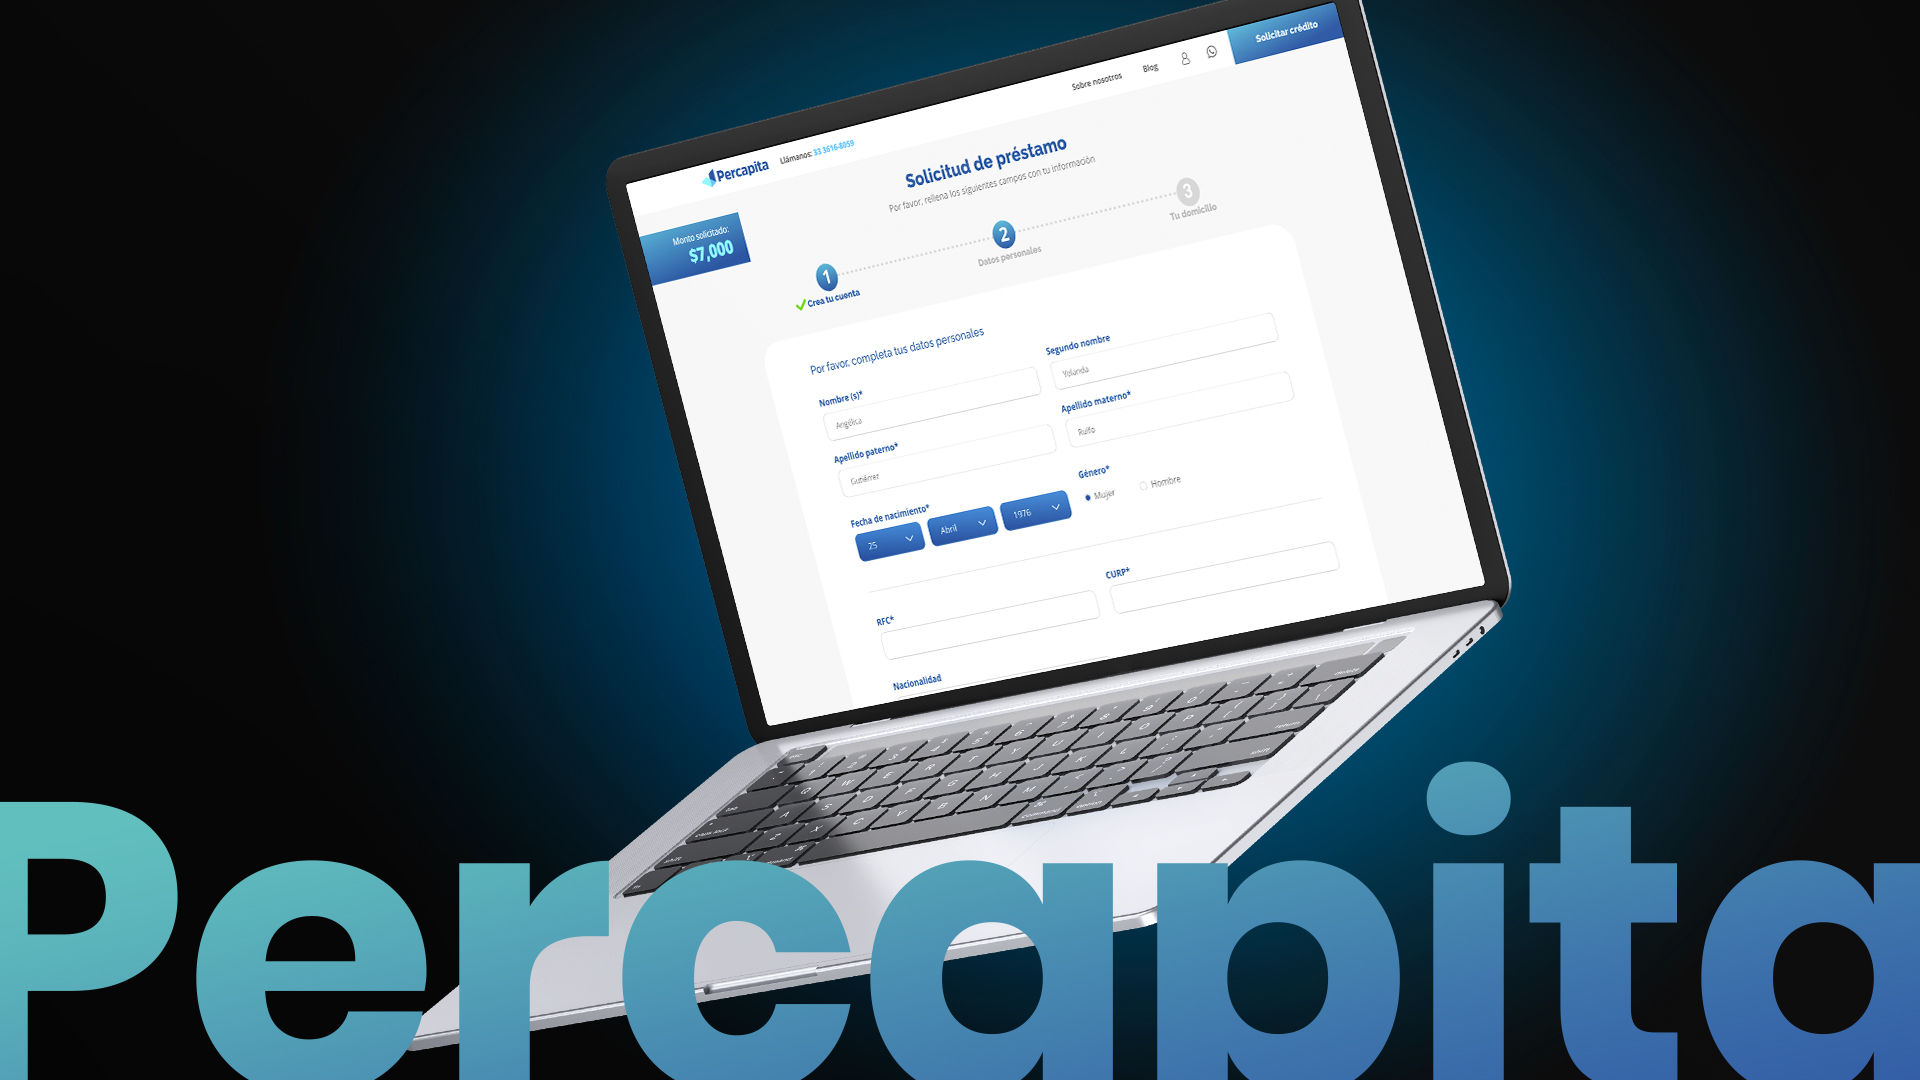 Percapita
Llámanos: 33 3616-8059
Sobre nosotros
Blog
Solicitar crédito
Monto solicitado:
$7,000
Solicitud de préstamo
Por favor, rellena los siguientes campos con tu información
1
2
3
Crea tu cuenta
Datos personales
Tu domicilio
Por favor, completa tus datos personales
Nombre (s)*
Segundo nombre
Angélica
Yolanda
Apellido paterno*
Apellido materno*
Gutiérrez
Rulfo
Fecha de nacimiento*
Género*
25
Abril
1976
Mujer
Hombre
RFC*
CURP*
Nacionalidad
Percapita